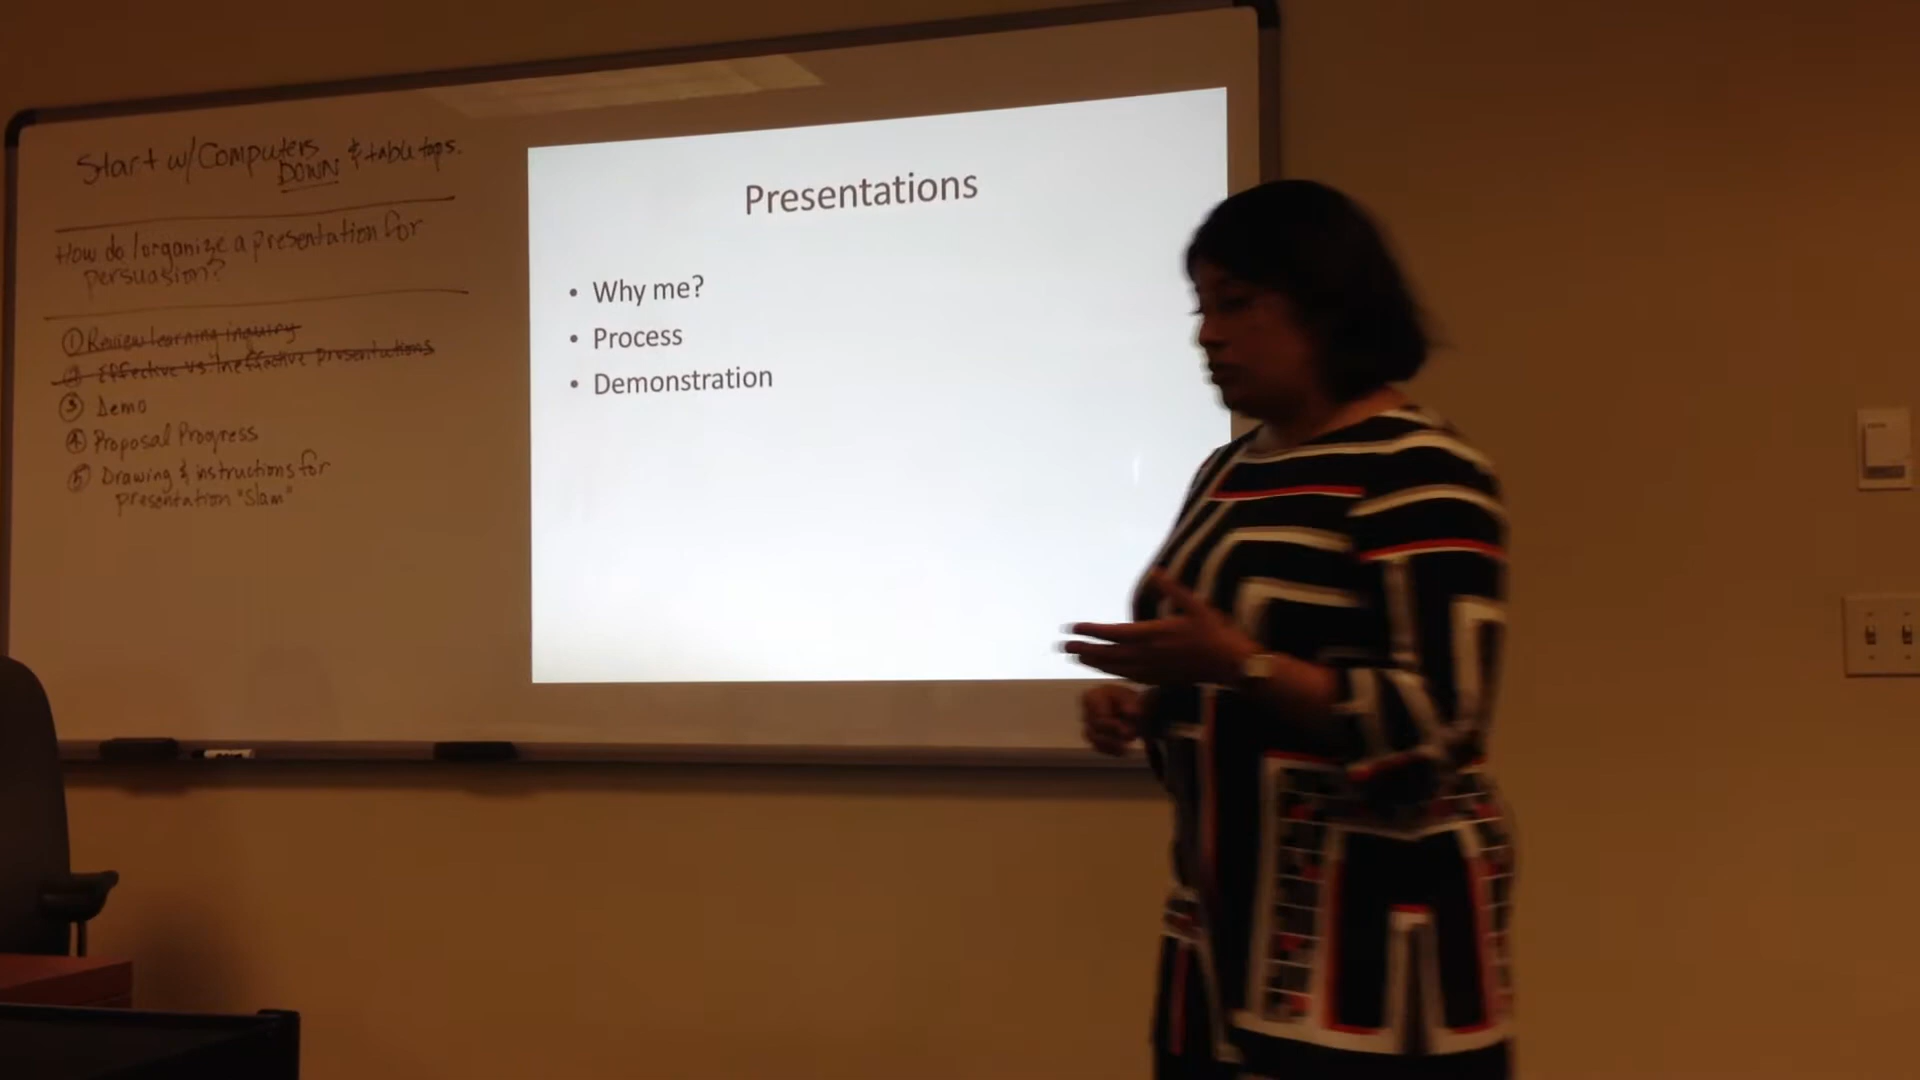 Start w/Computers & table tops.
DOWN
How do I organize a presentation for
persuasion?
① Review learning inquiry
② Effective vs. Ineffective presentations
③ Demo
④ Proposal Progress
⑤ Drawing & instructions for
presentation "Slam"
Presentations
• Why me?
• Process
• Demonstration